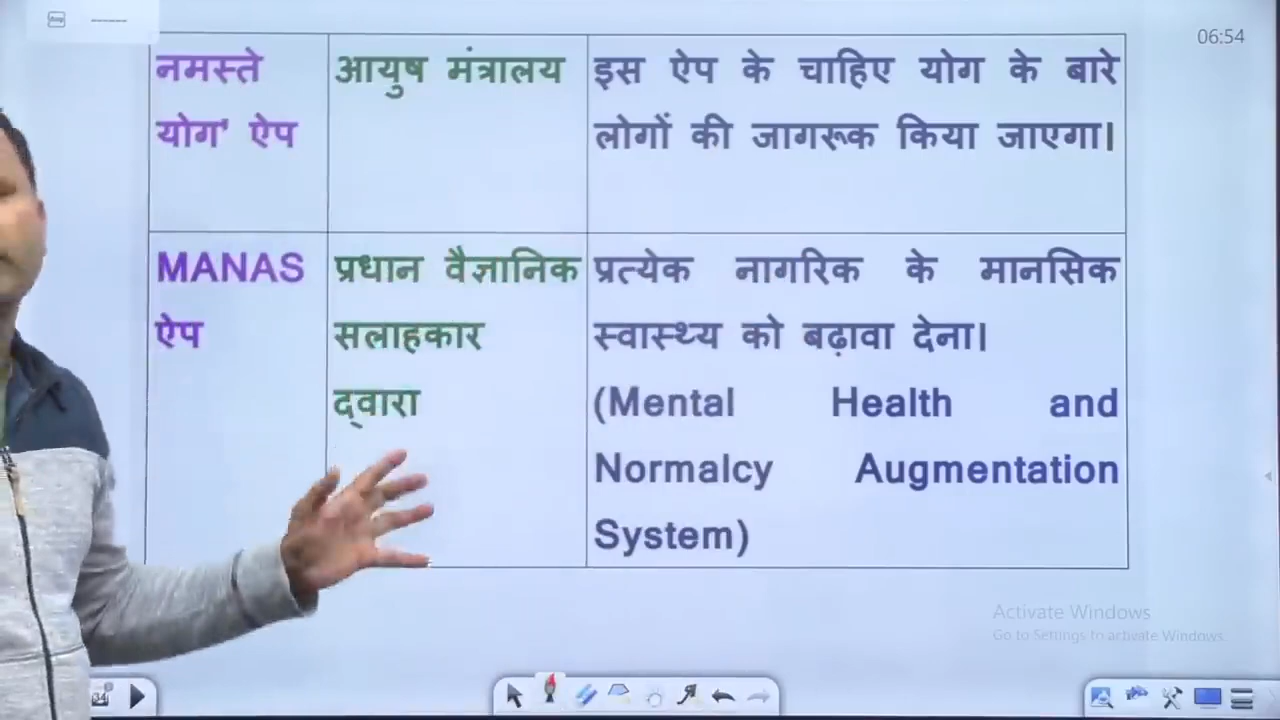 06:54
नमस्ते
योग' ऐप
आयुष मंत्रालय
इस ऐप के चाहिए योग के बारे
लोगों की जागरूक किया जाएगा।
MANAS
ऐप
प्रधान वैज्ञानिक
सलाहकार
द्वारा
प्रत्येक नागरिक के मानसिक
स्वास्थ्य को बढ़ावा देना।
(Mental Health and
Normalcy Augmentation
System)
Activate Windows
Go to Settings to activate Windows.